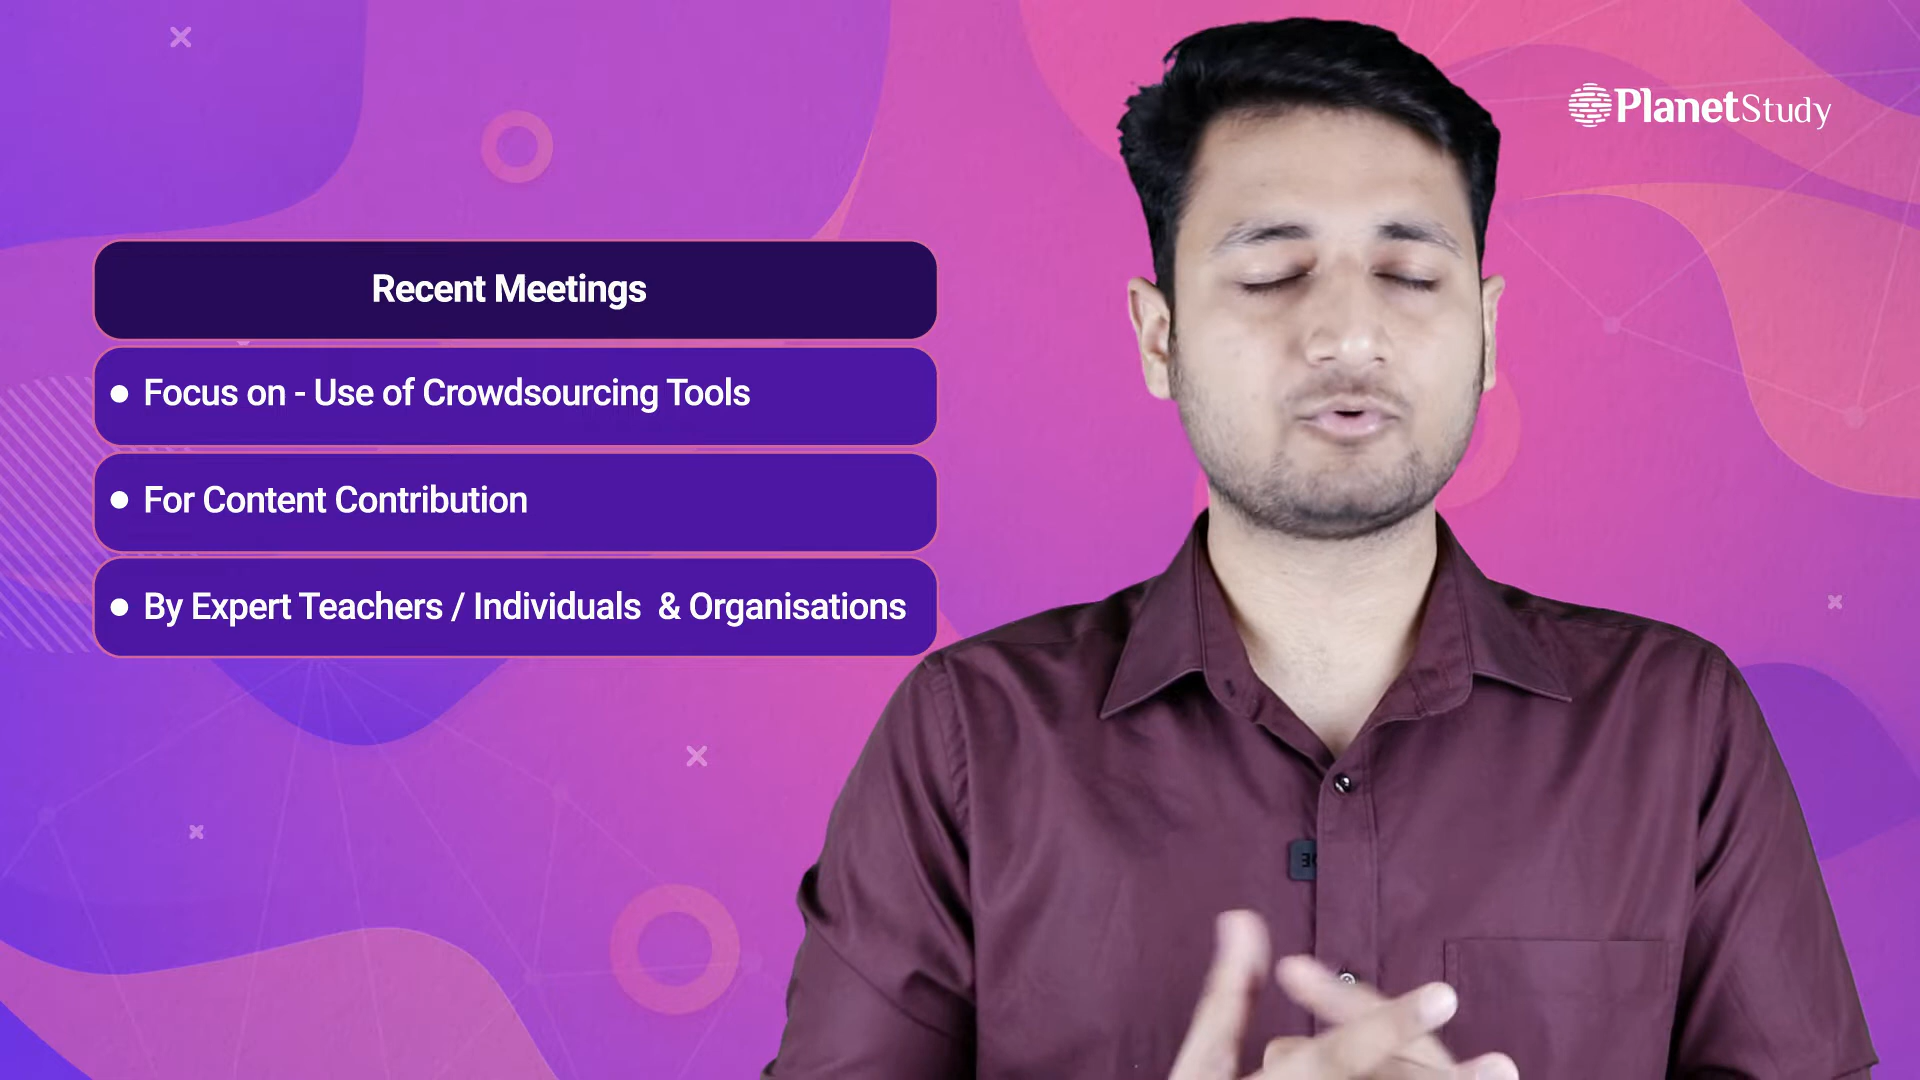 PlanetStudy
Recent Meetings
Focus on - Use of Crowdsourcing Tools
For Content Contribution
By Expert Teachers / Individuals & Organisations